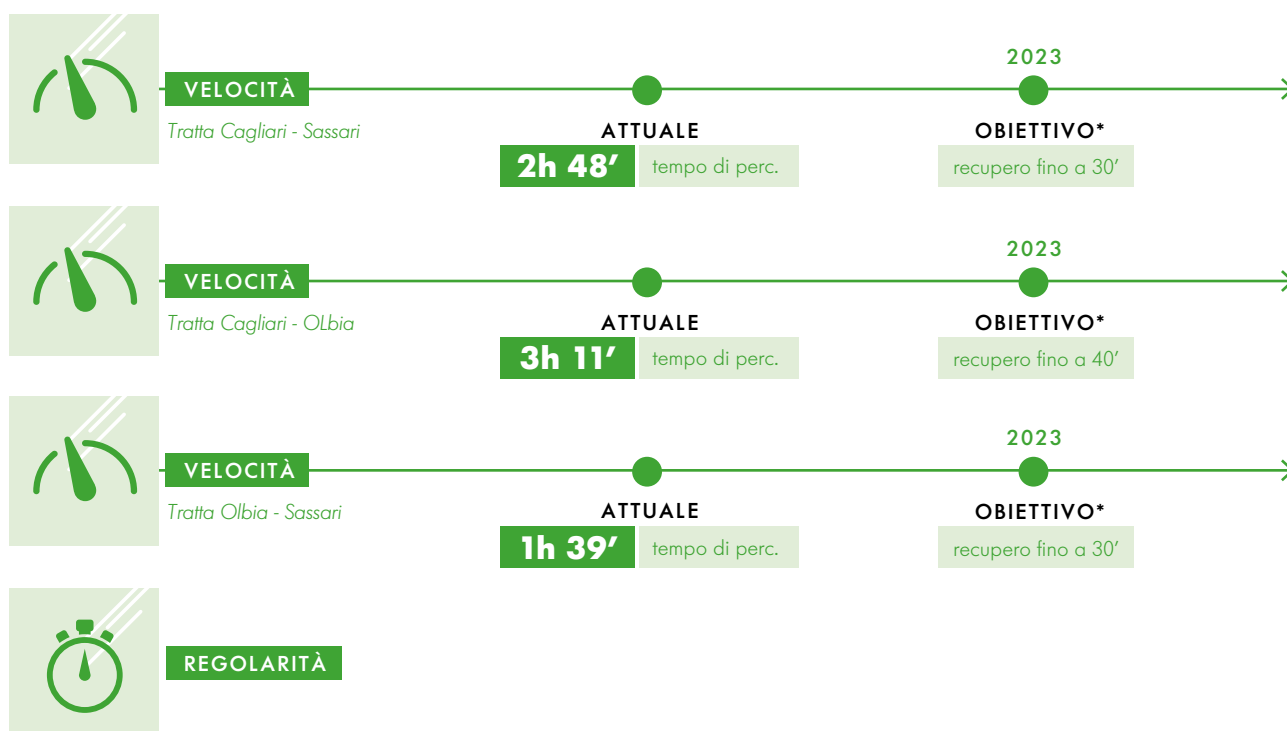 2023
VELOCITÀ
Tratta Cagliari - Sassari
ATTUALE
OBIETTIVO*
2h 48’ tempo di perc.
recupero fino a 30’
2023
VELOCITÀ
Tratta Cagliari - OLbia
ATTUALE
OBIETTIVO*
3h 11’ tempo di perc.
recupero fino a 40’
2023
VELOCITÀ
Tratta Olbia - Sassari
ATTUALE
OBIETTIVO*
1h 39’ tempo di perc.
recupero fino a 30’
REGOLARITÀ